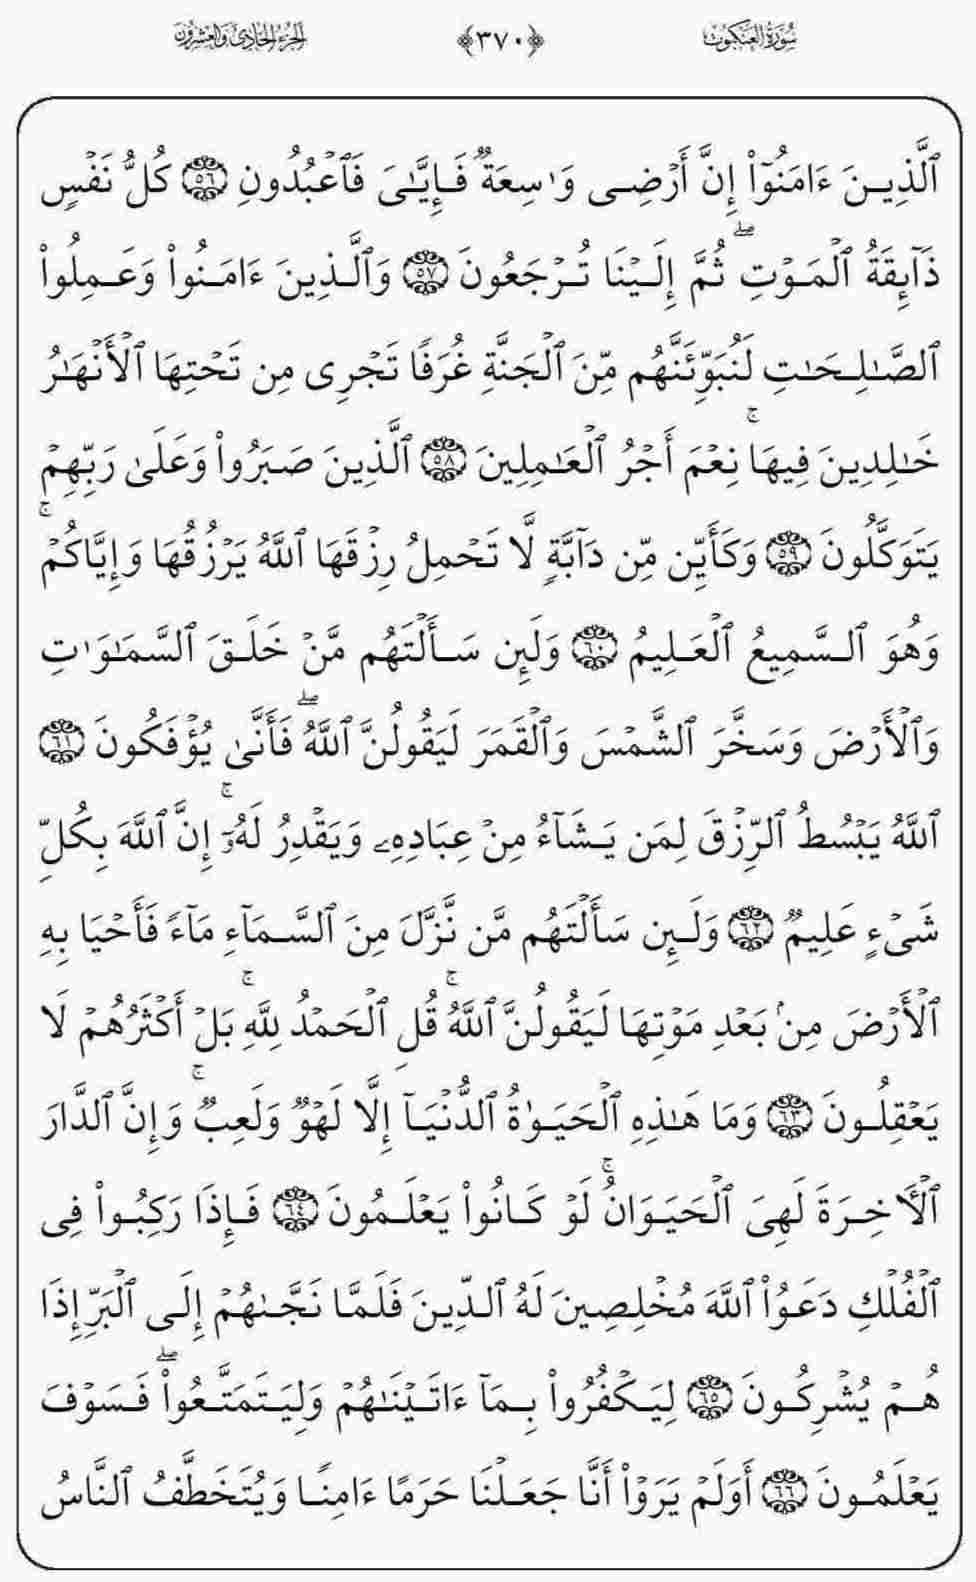 سُورَةُ العَنكَبُوتِ ﴿٣٧٠﴾ الجُزءُ الحَادِي وَالعِشرُونَ
ٱلَّذِينَ ءَامَنُوٓاْ إِنَّ أَرۡضِى وَٰسِعَةٌ فَإِيَّٰىَ فَٱعۡبُدُونِ ٥٦ كُلُّ نَفۡسٍ
ذَآئِقَةُ ٱلۡمَوۡتِۖ ثُمَّ إِلَيۡنَا تُرۡجَعُونَ ٥٧ وَٱلَّذِينَ ءَامَنُواْ وَعَمِلُواْ
ٱلصَّٰلِحَٰتِ لَنُبَوِّئَنَّهُم مِّنَ ٱلۡجَنَّةِ غُرَفًا تَجۡرِى مِن تَحۡتِهَا ٱلۡأَنۡهَٰرُ
خَٰلِدِينَ فِيهَاۚ نِعۡمَ أَجۡرُ ٱلۡعَٰمِلِينَ ٥٨ ٱلَّذِينَ صَبَرُواْ وَعَلَىٰ رَبِّهِمۡ
يَتَوَكَّلُونَ ٥٩ وَكَأَيِّن مِّن دَآبَّةٍ لَّا تَحۡمِلُ رِزۡقَهَا ٱللَّهُ يَرۡزُقُهَا وَإِيَّاكُمۡۚ
وَهُوَ ٱلسَّمِيعُ ٱلۡعَلِيمُ ٦٠ وَلَئِن سَأَلۡتَهُم مَّنۡ خَلَقَ ٱلسَّمَٰوَٰتِ
وَٱلۡأَرۡضَ وَسَخَّرَ ٱلشَّمۡسَ وَٱلۡقَمَرَ لَيَقُولُنَّ ٱللَّهُۖ فَأَنَّىٰ يُؤۡفَكُونَ ٦١
ٱللَّهُ يَبۡسُطُ ٱلرِّزۡقَ لِمَن يَشَآءُ مِنۡ عِبَادِهِۦ وَيَقۡدِرُ لَهُۥٓۚ إِنَّ ٱللَّهَ بِكُلِّ
شَىۡءٍ عَلِيمٌ ٦٢ وَلَئِن سَأَلۡتَهُم مَّن نَّزَّلَ مِنَ ٱلسَّمَآءِ مَآءً فَأَحۡيَا بِهِ
ٱلۡأَرۡضَ مِنۢ بَعۡدِ مَوۡتِهَا لَيَقُولُنَّ ٱللَّهُۚ قُلِ ٱلۡحَمۡدُ لِلَّهِۚ بَلۡ أَكۡثَرُهُمۡ لَا
يَعۡقِلُونَ ٦٣ وَمَا هَٰذِهِ ٱلۡحَيَوٰةُ ٱلدُّنۡيَآ إِلَّا لَهۡوٌ وَلَعِبٌۚ وَإِنَّ ٱلدَّارَ
ٱلۡأٓخِرَةَ لَهِىَ ٱلۡحَيَوَانُۚ لَوۡ كَانُواْ يَعۡلَمُونَ ٦٤ فَإِذَا رَكِبُواْ فِى
ٱلۡفُلۡكِ دَعَوُاْ ٱللَّهَ مُخۡلِصِينَ لَهُ ٱلدِّينَ فَلَمَّا نَجَّىٰهُمۡ إِلَى ٱلۡبَرِّ إِذَا
هُمۡ يُشۡرِكُونَ ٦٥ لِيَكۡفُرُواْ بِمَآ ءَاتَيۡنَٰهُمۡ وَلِيَتَمَتَّعُواْۖ فَسَوۡفَ
يَعۡلَمُونَ ٦٦ أَوَلَمۡ يَرَوۡاْ أَنَّا جَعَلۡنَا حَرَمًا ءَامِنًا وَيُتَخَطَّفُ ٱلنَّاسُ